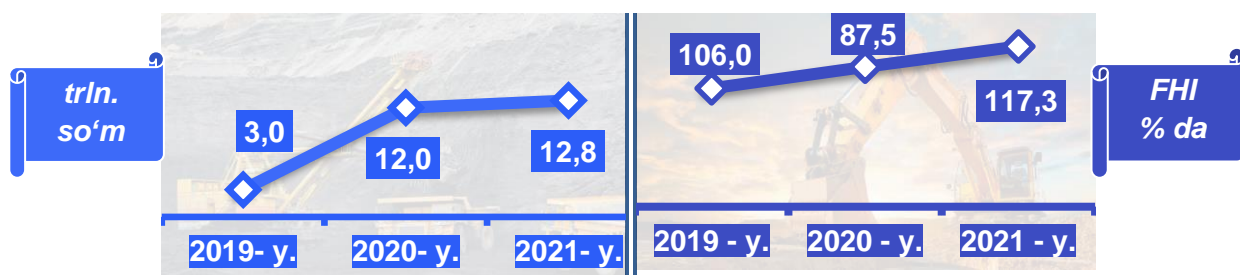 trln.
so‘m
3,0
12,0
12,8
2019- y.
2020- y.
2021- y.
106,0
87,5
117,3
2019 - y.
2020 - y.
2021 - y.
FHI
% da